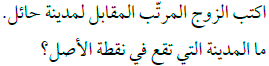 اكتب الزوج المرتّب المقابل لمدينة حائل.
ما المدينة التي تقع في نقطة الأصل؟